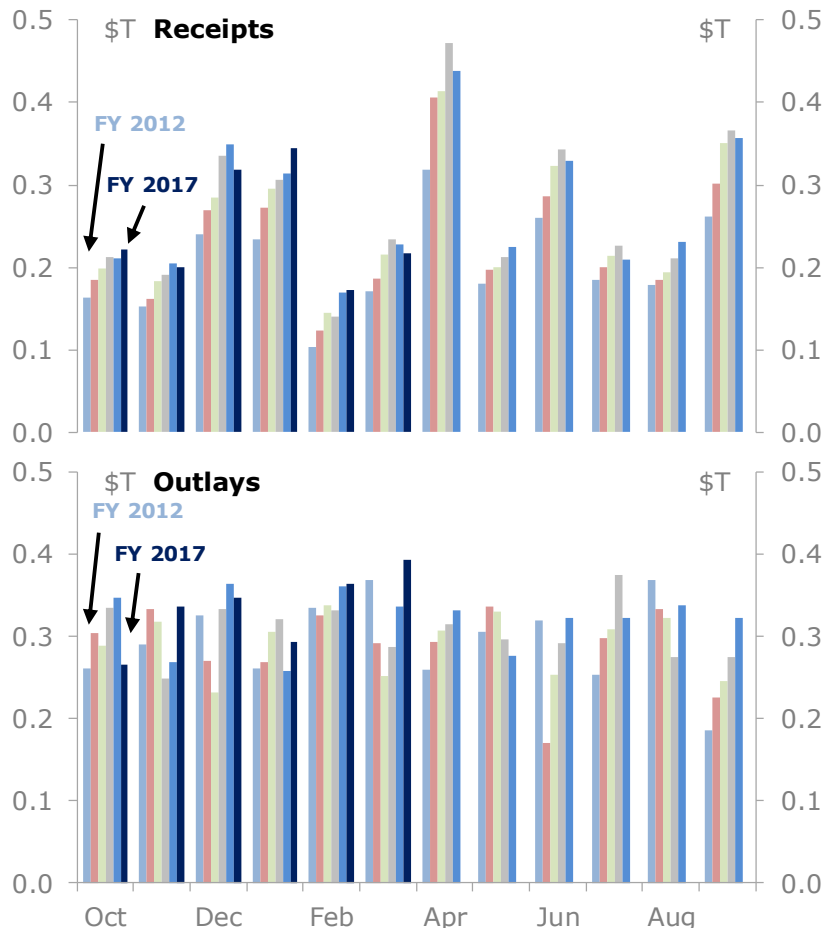 0.5 $T Receipts $T 0.5
0.4 0.4
FY 2012
FY 2017
0.3 0.3
0.2 0.2
0.1 0.1
0.0 0.0
0.5 $T Outlays $T 0.5
FY 2012
0.4 0.4
FY 2017
0.3 0.3
0.2 0.2
0.1 0.1
0.0 0.0
Oct Dec Feb Apr Jun Aug